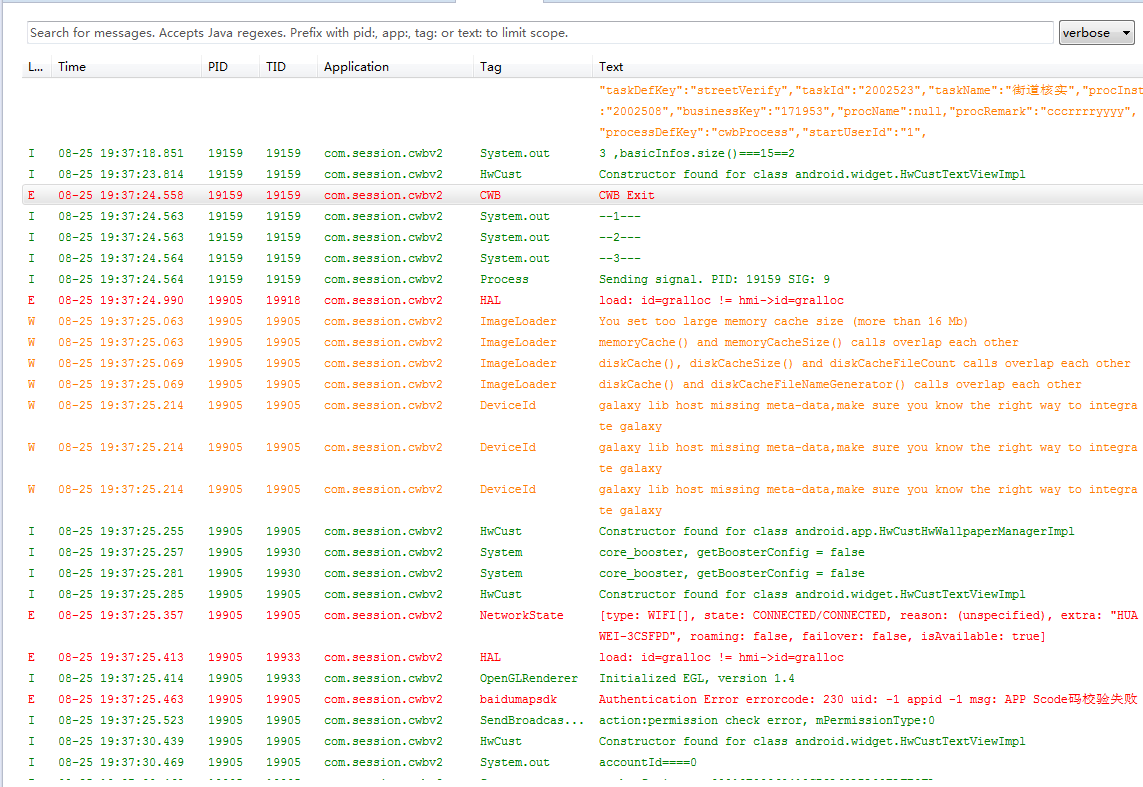 Search for messages. Accepts Java regexes. Prefix with pid:, app:, tag: or text: to limit scope. verbose
L... Time PID TID Application Tag Text
"taskDefKey":"streetVerify","taskId":"2002523","taskName":"街道核实","procInst
:"2002508","businessKey":"171953","procName":null,"procRemark":"cccrrrryyyy",
"processDefKey":"cwbProcess","startUserId":"1",
I 08-25 19:37:18.851 19159 19159 com.session.cwbv2 System.out 3 ,basicInfos.size()===15==2
I 08-25 19:37:23.814 19159 19159 com.session.cwbv2 HwCust Constructor found for class android.widget.HwCustTextViewImpl
E 08-25 19:37:24.558 19159 19159 com.session.cwbv2 CWB CWB Exit
I 08-25 19:37:24.563 19159 19159 com.session.cwbv2 System.out --1---
I 08-25 19:37:24.563 19159 19159 com.session.cwbv2 System.out --2---
I 08-25 19:37:24.564 19159 19159 com.session.cwbv2 System.out --3---
I 08-25 19:37:24.564 19159 19159 com.session.cwbv2 Process Sending signal. PID: 19159 SIG: 9
E 08-25 19:37:24.990 19905 19918 com.session.cwbv2 HAL load: id=gralloc != hmi->id=gralloc
W 08-25 19:37:25.063 19905 19905 com.session.cwbv2 ImageLoader You set too large memory cache size (more than 16 Mb)
W 08-25 19:37:25.063 19905 19905 com.session.cwbv2 ImageLoader memoryCache() and memoryCacheSize() calls overlap each other
W 08-25 19:37:25.069 19905 19905 com.session.cwbv2 ImageLoader diskCache(), diskCacheSize() and diskCacheFileCount calls overlap each other
W 08-25 19:37:25.069 19905 19905 com.session.cwbv2 ImageLoader diskCache() and diskCacheFileNameGenerator() calls overlap each other
W 08-25 19:37:25.214 19905 19905 com.session.cwbv2 DeviceId galaxy lib host missing meta-data,make sure you know the right way to integra
te galaxy
W 08-25 19:37:25.214 19905 19905 com.session.cwbv2 DeviceId galaxy lib host missing meta-data,make sure you know the right way to integra
te galaxy
W 08-25 19:37:25.214 19905 19905 com.session.cwbv2 DeviceId galaxy lib host missing meta-data,make sure you know the right way to integra
te galaxy
I 08-25 19:37:25.255 19905 19905 com.session.cwbv2 HwCust Constructor found for class android.app.HwCustHwWallpaperManagerImpl
I 08-25 19:37:25.257 19905 19930 com.session.cwbv2 System core_booster, getBoosterConfig = false
I 08-25 19:37:25.281 19905 19930 com.session.cwbv2 System core_booster, getBoosterConfig = false
I 08-25 19:37:25.285 19905 19905 com.session.cwbv2 HwCust Constructor found for class android.widget.HwCustTextViewImpl
E 08-25 19:37:25.357 19905 19905 com.session.cwbv2 NetworkState [type: WIFI[], state: CONNECTED/CONNECTED, reason: (unspecified), extra: "HUA
WEI-3CSFPD", roaming: false, failover: false, isAvailable: true]
E 08-25 19:37:25.413 19905 19933 com.session.cwbv2 HAL load: id=gralloc != hmi->id=gralloc
I 08-25 19:37:25.414 19905 19933 com.session.cwbv2 OpenGLRenderer Initialized EGL, version 1.4
E 08-25 19:37:25.463 19905 19905 com.session.cwbv2 baidumapsdk Authentication Error errorcode: 230 uid: -1 appid -1 msg: APP Scode码校验失败
I 08-25 19:37:25.523 19905 19905 com.session.cwbv2 SendBroadcas... action:permission check error, mPermissionType:0
I 08-25 19:37:30.439 19905 19905 com.session.cwbv2 HwCust Constructor found for class android.widget.HwCustTextViewImpl
I 08-25 19:37:30.469 19905 19905 com.session.cwbv2 System.out accountId====0